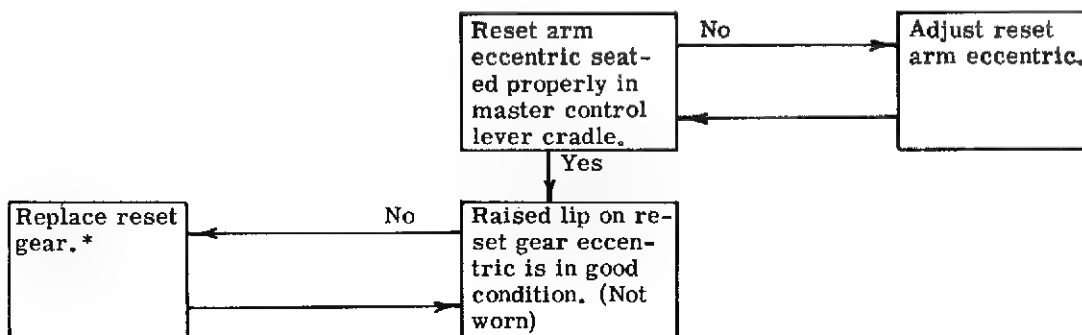 Reset arm
eccentric seat-
ed properly in
master control
lever cradle.
No
Adjust reset
arm eccentric.
Yes
Replace reset
gear.*
No
Raised lip on re-
set gear eccen-
tric is in good
condition. (Not
worn)